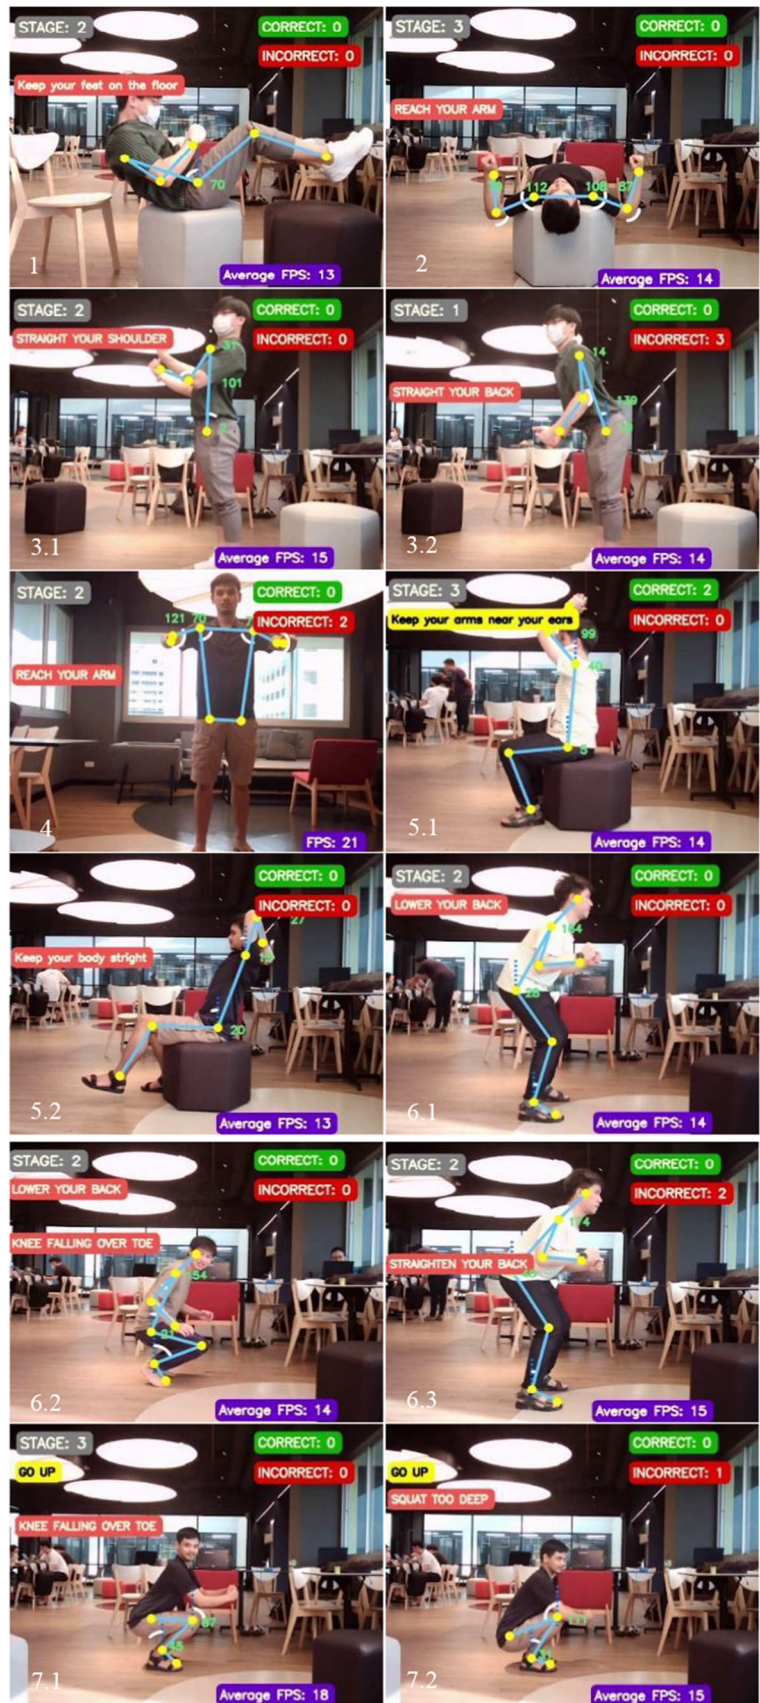 STAGE: 2
CORRECT: 0
INCORRECT: 0
Keep your feet on the floor
70
1
Average FPS: 13
STAGE: 3
CORRECT: 0
INCORRECT: 0
REACH YOUR ARM
112
108
87
2
Average FPS: 14
STAGE: 2
CORRECT: 0
INCORRECT: 0
STRAIGHT YOUR SHOULDER
31
101
3.1
Average FPS: 15
STAGE: 1
CORRECT: 0
INCORRECT: 3
14
STRAIGHT YOUR BACK
139
3.2
Average FPS: 14
STAGE: 2
CORRECT: 0
INCORRECT: 2
121
70
REACH YOUR ARM
4
FPS: 21
STAGE: 3
CORRECT: 2
INCORRECT: 0
Keep your arms near your ears
99
40
5
5.1
Average FPS: 14
CORRECT: 0
INCORRECT: 0
27
Keep your body stright
20
5.2
Average FPS: 13
STAGE: 2
CORRECT: 0
INCORRECT: 0
LOWER YOUR BACK
164
28
6.1
Average FPS: 14
STAGE: 2
CORRECT: 0
INCORRECT: 0
LOWER YOUR BACK
KNEE FALLING OVER TOE
154
21
6.2
Average FPS: 14
STAGE: 2
CORRECT: 0
INCORRECT: 2
174
STRAIGHTEN YOUR BACK
6.3
Average FPS: 15
STAGE: 3
CORRECT: 0
GO UP
INCORRECT: 0
KNEE FALLING OVER TOE
87
45
7.1
Average FPS: 18
CORRECT: 0
GO UP
INCORRECT: 1
SQUAT TOO DEEP
111
7.2
Average FPS: 15